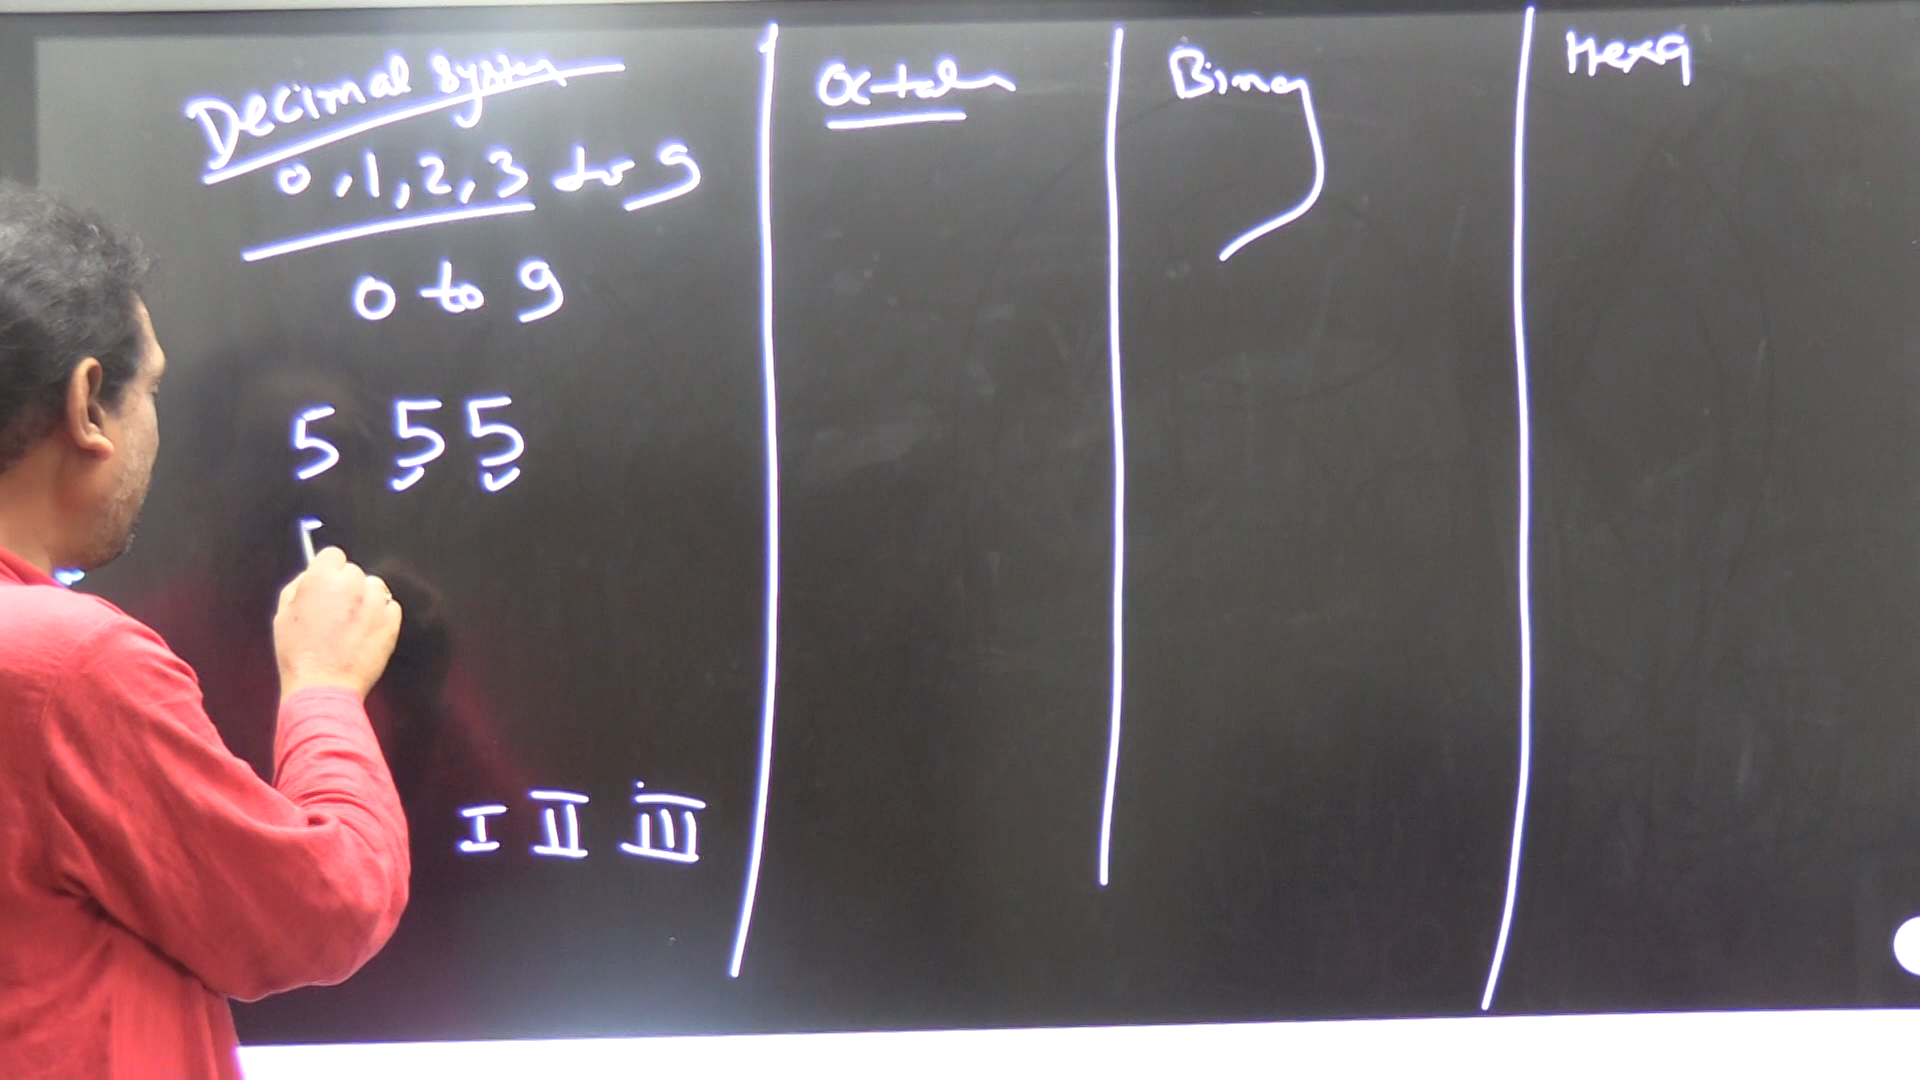 Decimal System
0,1,2,3 to 9
0 to 9
5 5 5
5
I II III
Octal
Binary
Hexa